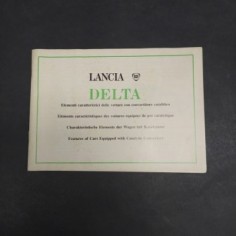 LANCIA
DELTA
Elementi caratteristici delle vetture con convertitore catalitico
Eléments caractéristiques des voitures équipées de pot catalytique
Charakteristische Elemente der Wagen mit Katalysator
Features of Cars Equipped with Catalytic